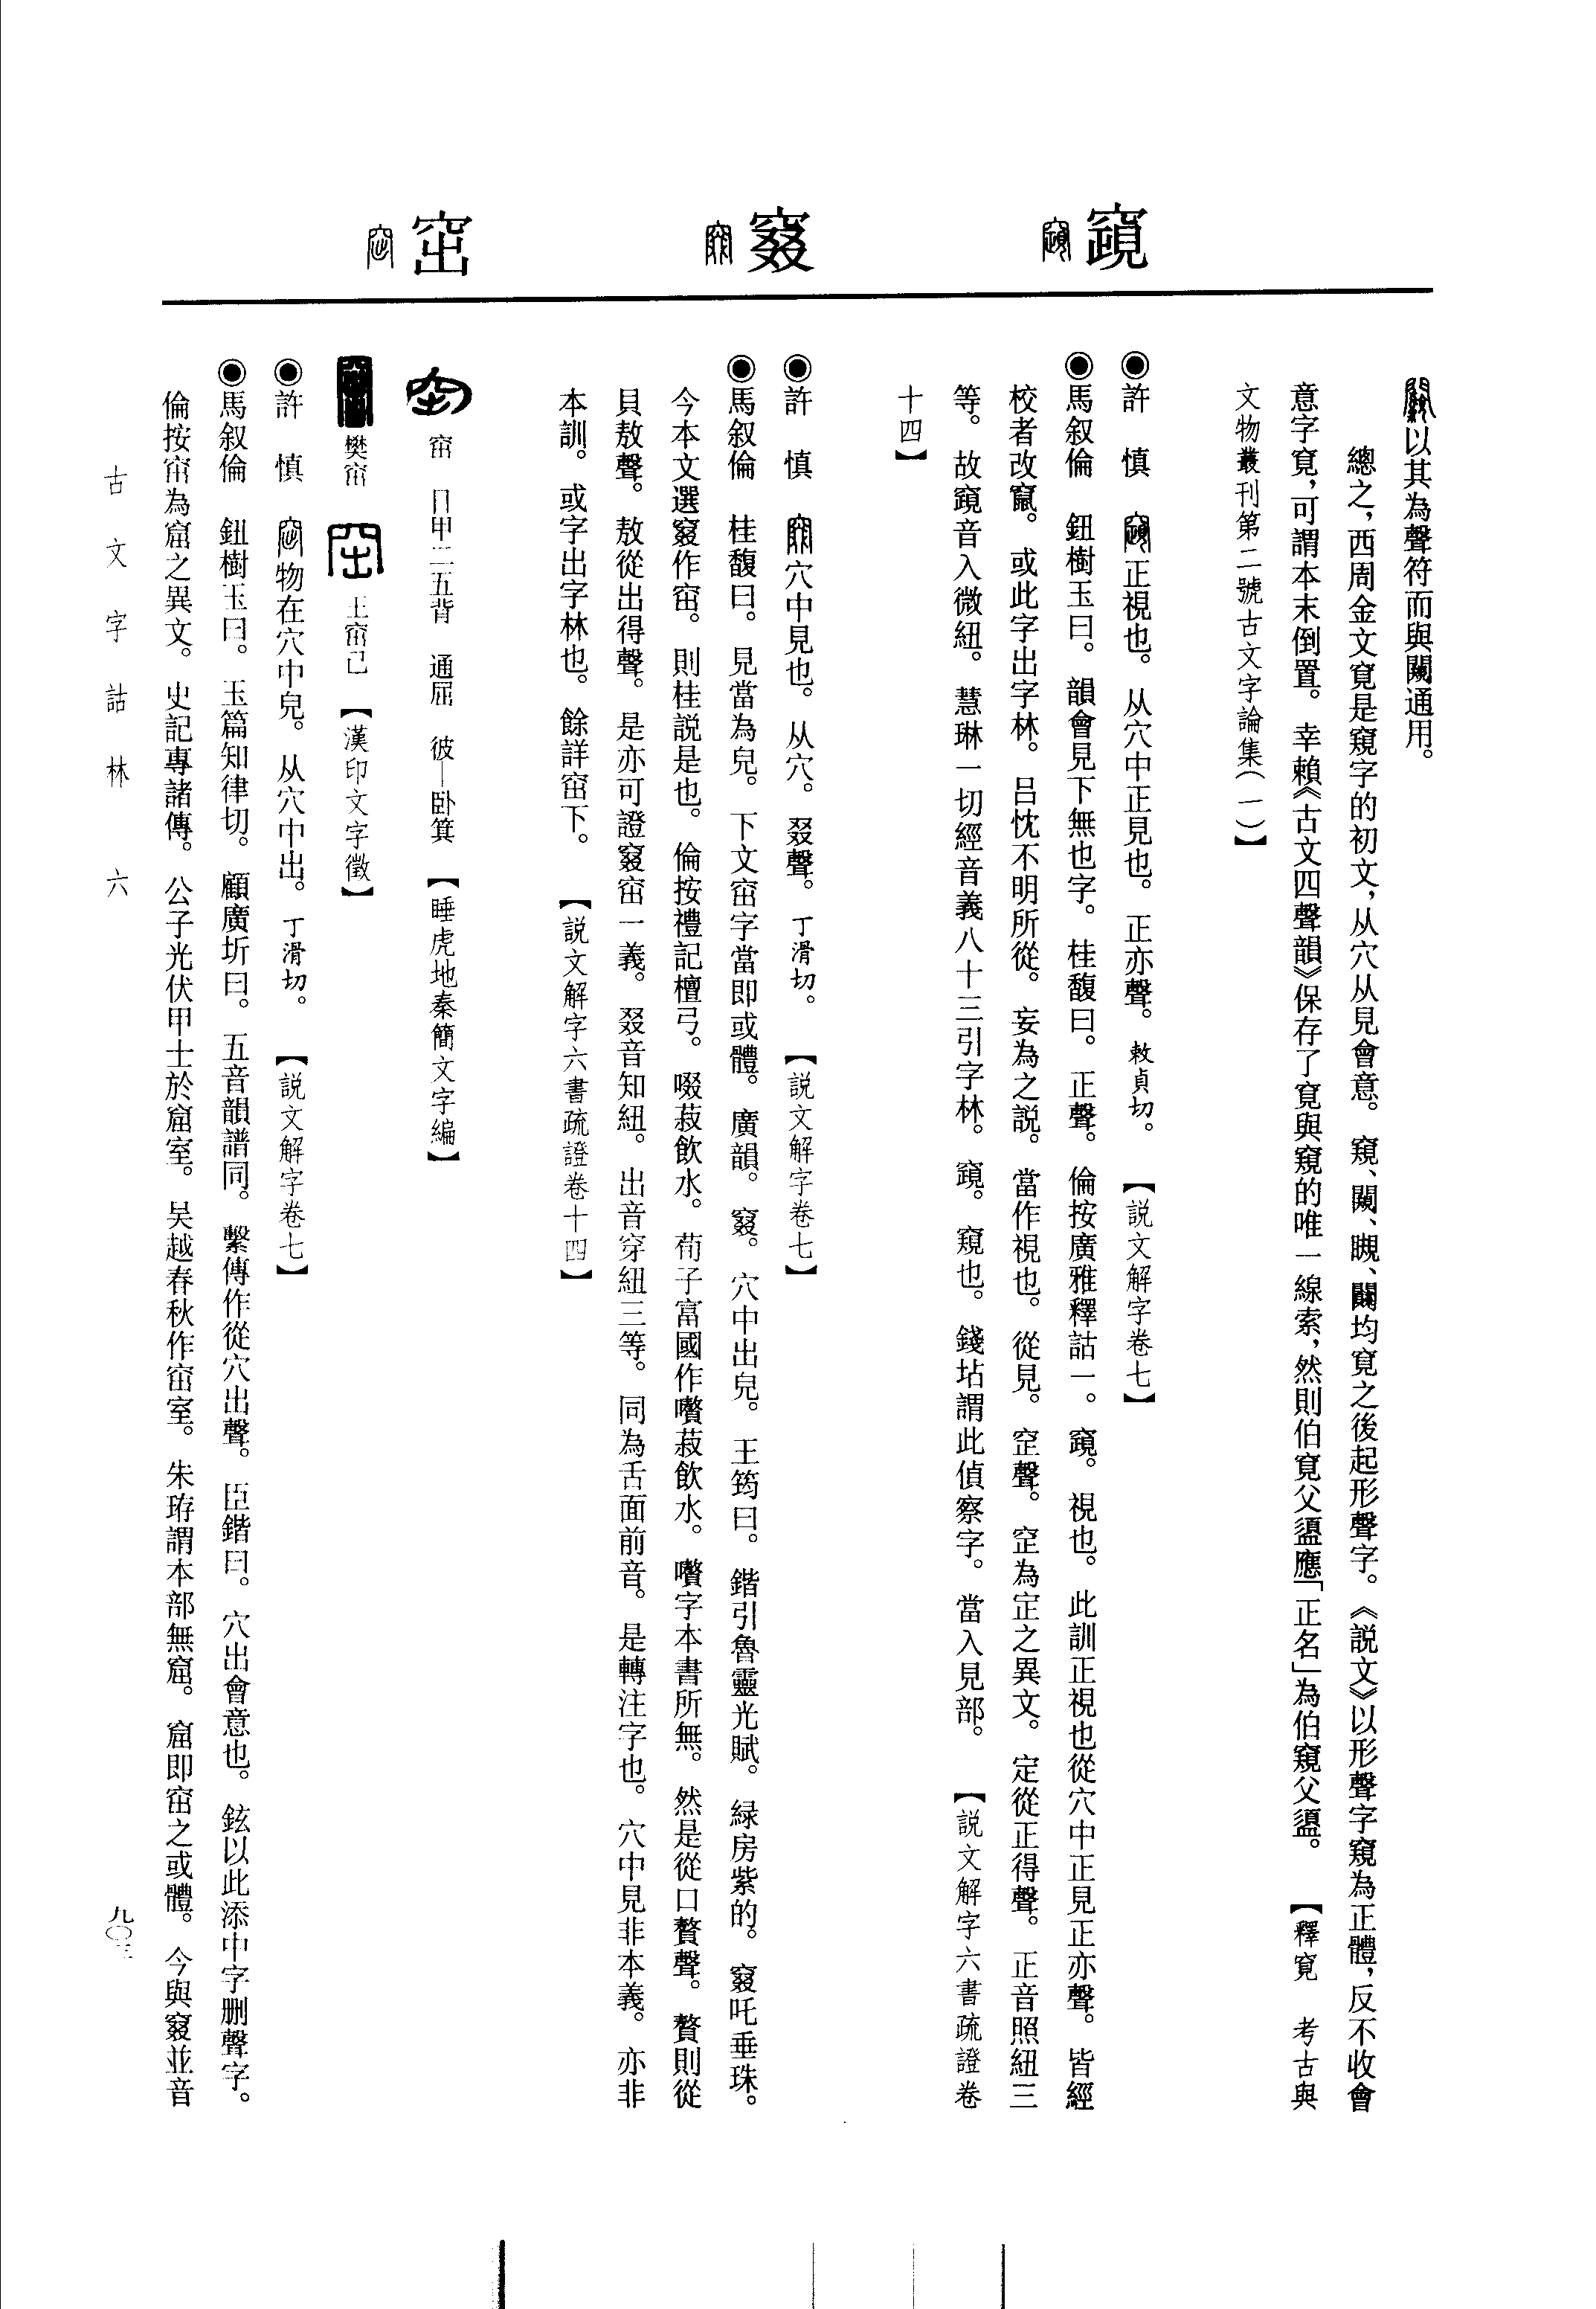 以其為聲符而與闚通用。
總之，西周金文𥦗是窺字的初文，从穴从見會意。窺、闚、瞡、均𥦗之後起形聲字。《説文》以形聲字窺為正體，反不收會
意字，可謂本末倒置。幸賴《古文四聲韻》保存了與窺的唯一線索，然則伯父盨應「正名」為伯窺父盨。　【釋　考古與
文物叢刊第二號古文字論集(一)】
竀
◉許　慎　正視也。从穴中正見也。正亦聲。敕貞切。　【説文解字卷七】
◉馬叙倫　鈕樹玉曰。韻會見下無也字。桂馥曰。正聲。倫按廣雅釋詁一。竀。視也。此訓正視也從穴中正見正亦聲。皆經
校者改竄。或此字出字林。吕忱不明所從。妄為之説。當作視也。從見。聲。為定之異文。定從正得聲。正音照紐三
等。故竀音入微紐。慧琳一切經音義八十三引字林。竀。窺也。錢坫謂此偵察字。當入見部。　【説文解字六書疏證卷
十四】
窡
◉許　慎　穴中見也。从穴。叕聲。丁滑切。　【説文解字卷七】
◉馬叙倫　桂馥曰。見當為皃。下文窋字當即或體。廣韻。窡。穴中出皃。王筠曰。鍇引魯靈光賦。緑房紫的。窡吒垂珠。
今本文選窡作窋。則桂説是也。倫按禮記檀弓。啜菽飲水。荀子富國作嚽菽飲水。字本書所無。然是從口贅聲。贅則從
貝敖聲。敖從出得聲。是亦可證窡窋一義。叕音知紐。出音穿紐三等。同為舌面前音。是轉注字也。穴中見非本義。亦非
本訓。或字出字林也。餘詳窋下。　【説文解字六書疏證卷十四】
窋
窋　日甲二五背　通屈　彼—卧箕　【睡虎地秦簡文字編】
樊窋　王窋己　【漢印文字徵】
◉許　慎　物在穴中皃。从穴中出。丁滑切。　【説文解字卷七】
◉馬叙倫　鈕樹玉曰。玉篇知律切。顧廣圻曰。五音韻譜同。繫傳作從穴出聲。臣鍇曰。穴出會意也。鉉以此添中字删聲字。
倫按窋為窟之異文。史記專諸傳。公子光伏甲士於窟室。吴越春秋作窋室。朱珔謂本部無窟。窟即窋之或體。今與窡並音
古文字詁林　六
九〇三